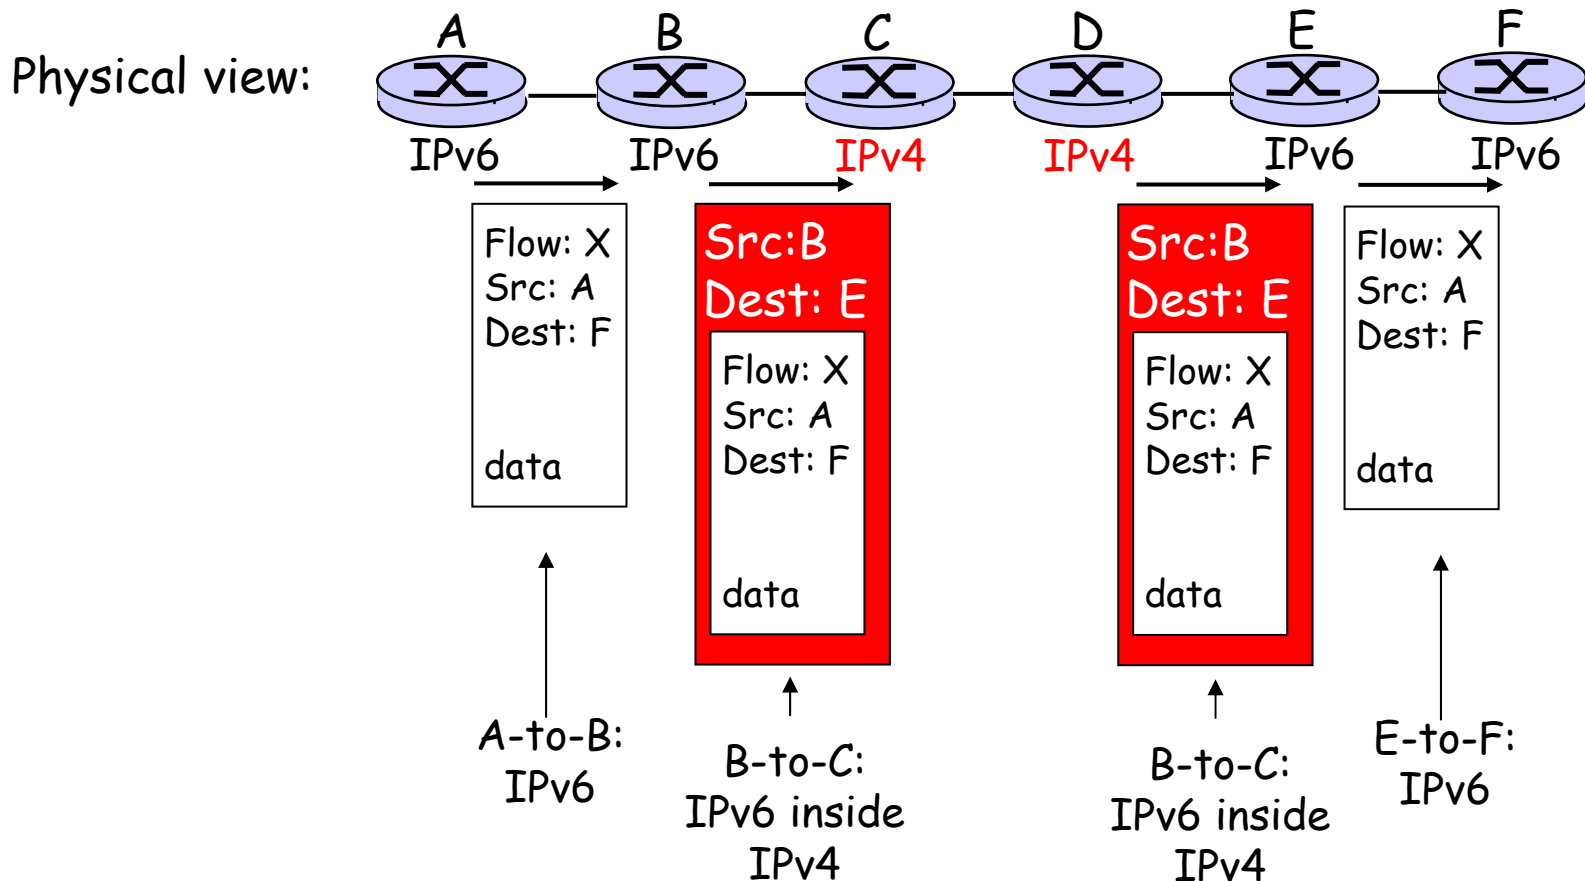 A B C D E F
Physical view:
IPv6 IPv6 IPv4 IPv4 IPv6 IPv6
Flow: X
Src: A
Dest: F
data
Src:B
Dest: E
Flow: X
Src: A
Dest: F
data
Src:B
Dest: E
Flow: X
Src: A
Dest: F
data
Flow: X
Src: A
Dest: F
data
A-to-B:
IPv6
B-to-C:
IPv6 inside
IPv4
B-to-C:
IPv6 inside
IPv4
E-to-F:
IPv6